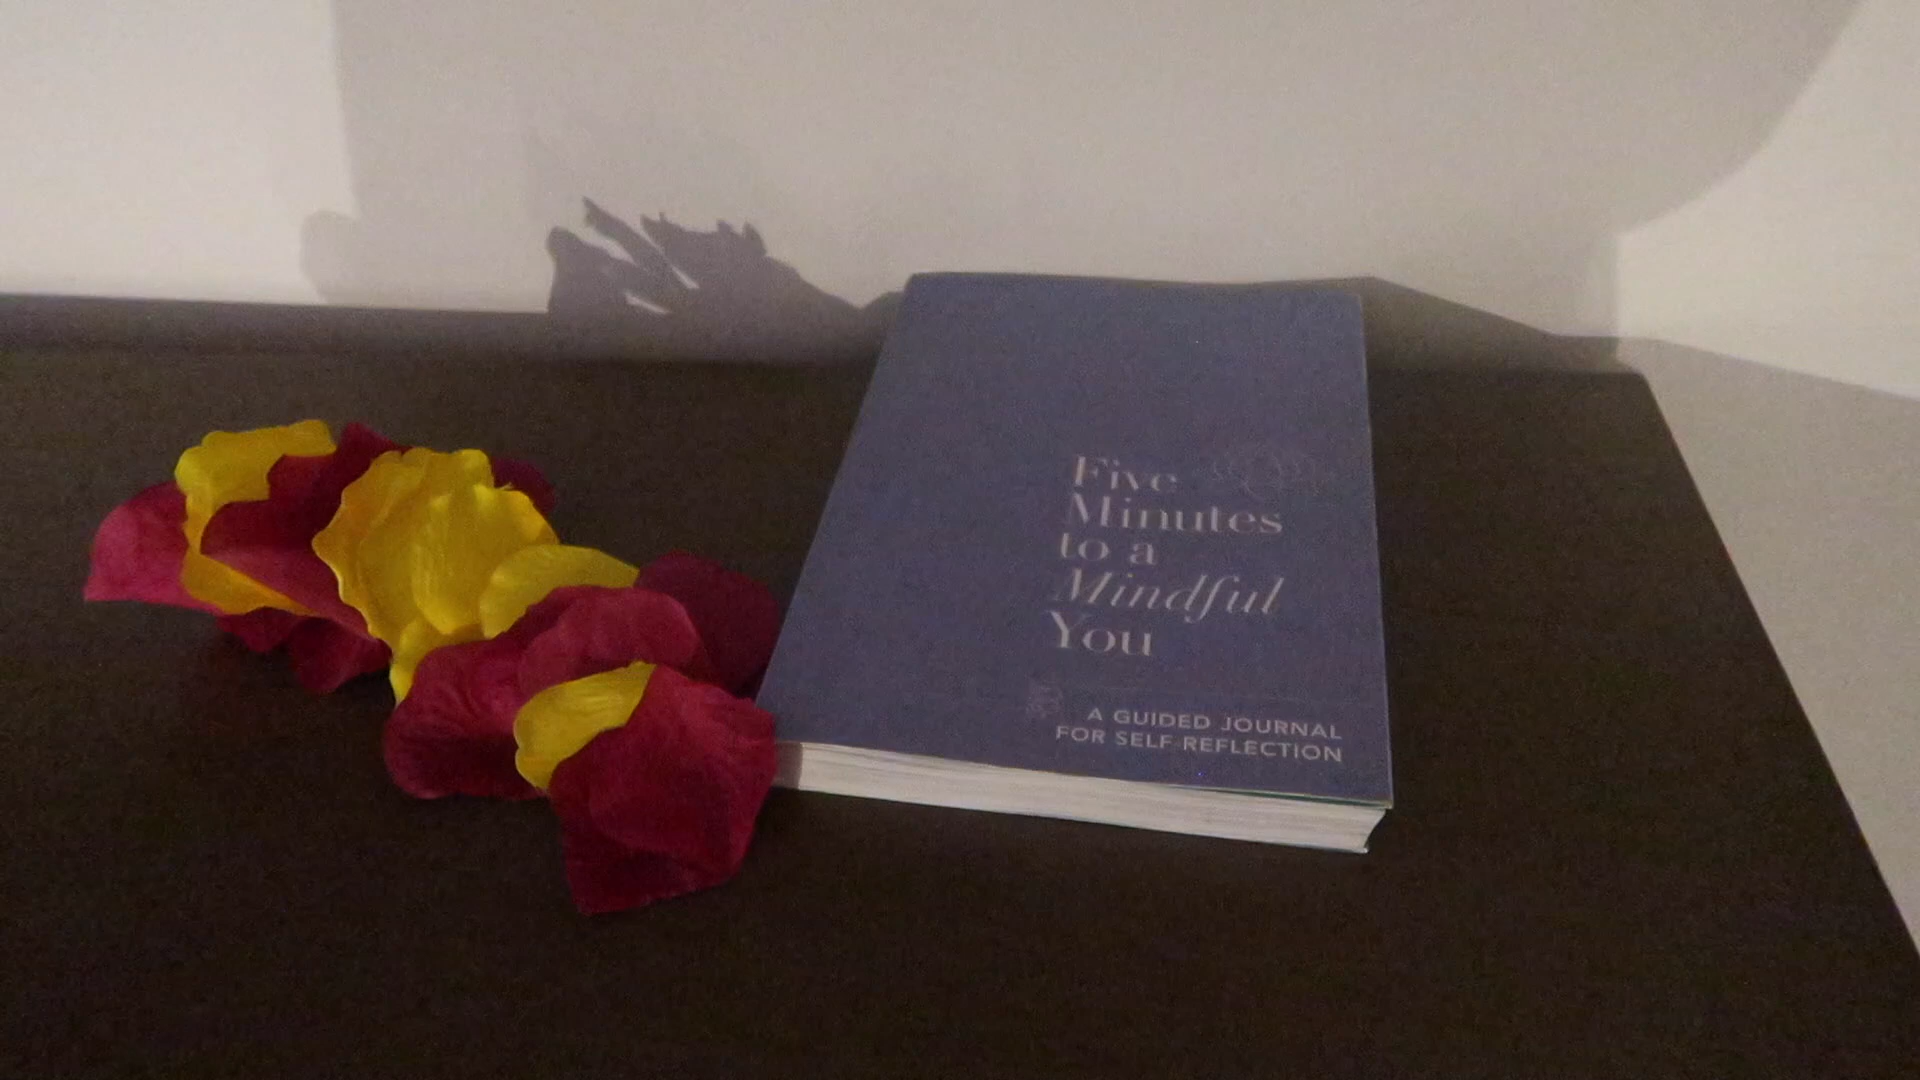 Five
Minutes
to a
Mindful
You
A GUIDED JOURNAL
FOR SELF REFLECTION